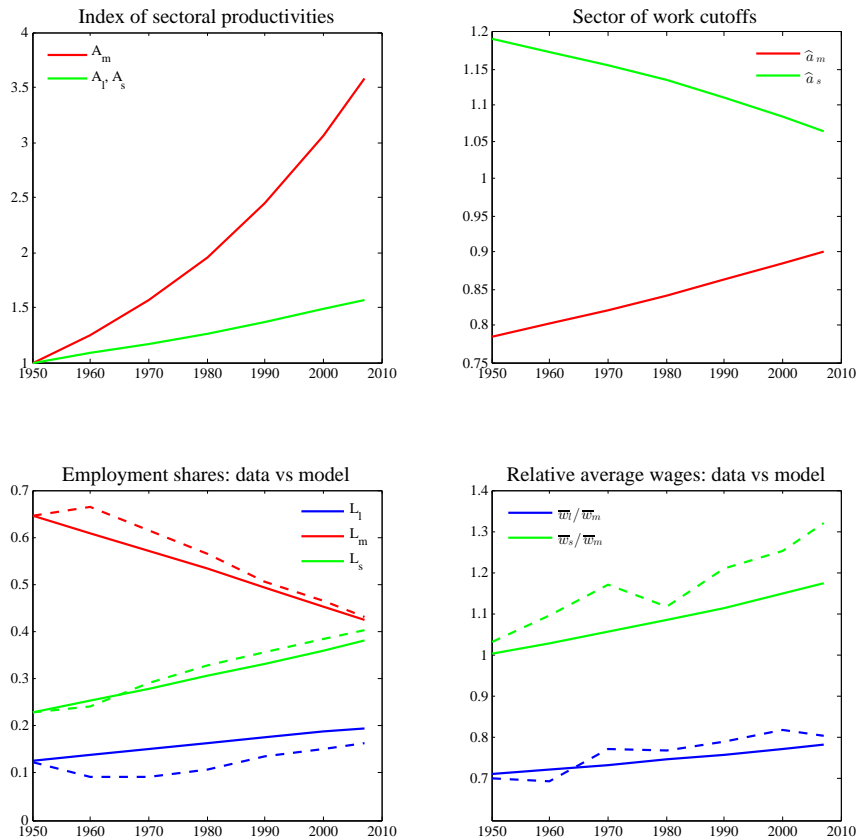 Index of sectoral productivities
4
3.5
3
2.5
2
1.5
1
1950 1960 1970 1980 1990 2000 2010
A_m
A_l, A_s
Sector of work cutoffs
1.2
1.15
1.1
1.05
1
0.95
0.9
0.85
0.8
0.75
1950 1960 1970 1980 1990 2000 2010
â_m
â_s
Employment shares: data vs model
0.7
0.6
0.5
0.4
0.3
0.2
0.1
0
1950 1960 1970 1980 1990 2000 2010
L_l
L_m
L_s
Relative average wages: data vs model
1.4
1.3
1.2
1.1
1
0.9
0.8
0.7
1950 1960 1970 1980 1990 2000 2010
w̅_l/w̅_m
w̅_s/w̅_m